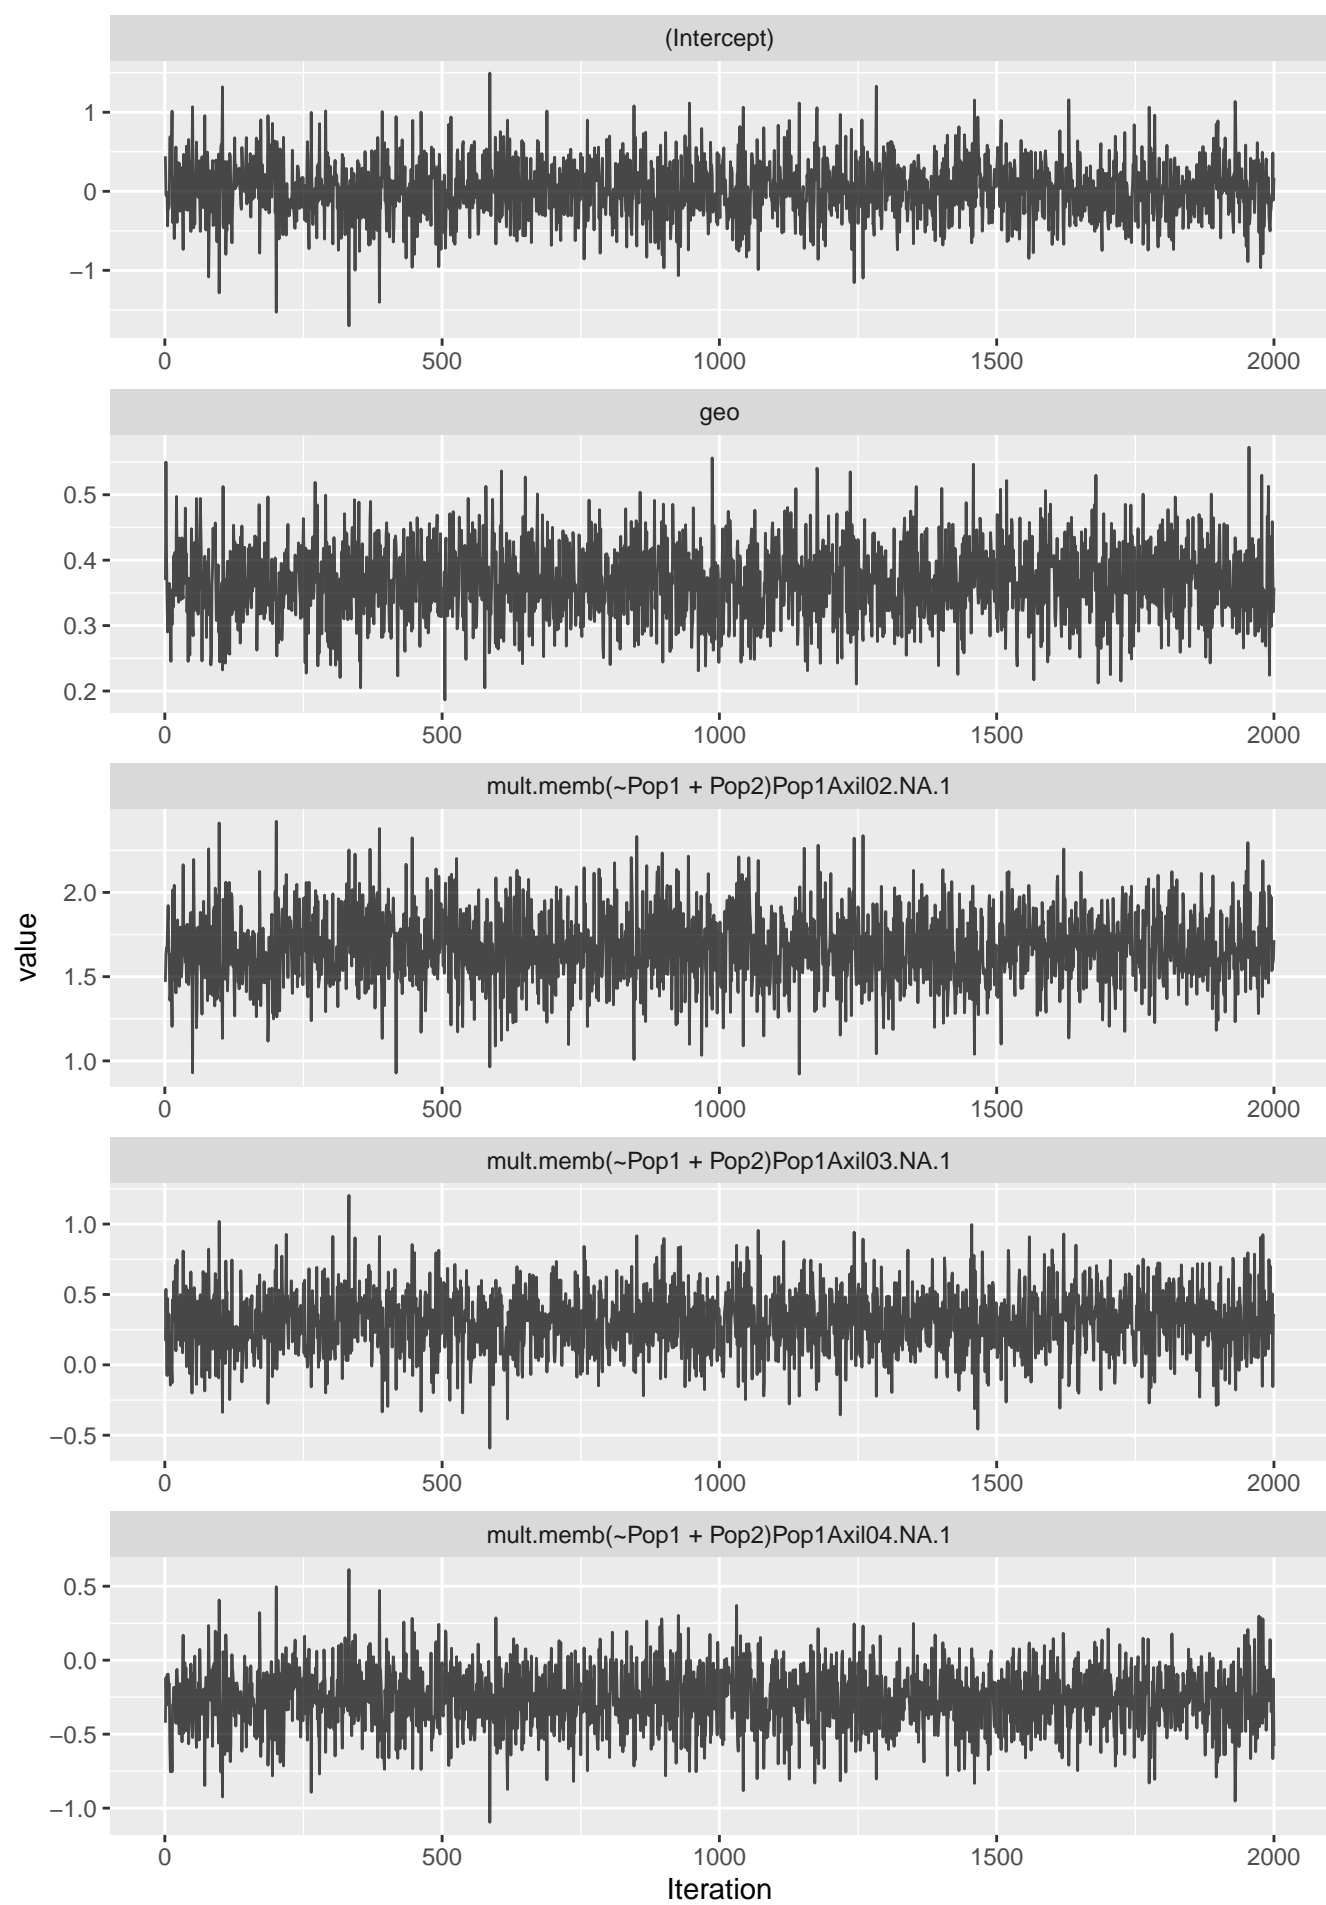 (Intercept)
1
0
−1
0 500 1000 1500 2000
geo
0.5
0.4
0.3
0.2
0 500 1000 1500 2000
mult.memb(~Pop1 + Pop2)Pop1Axil02.NA.1
2.0
1.5
1.0
0 500 1000 1500 2000
value
mult.memb(~Pop1 + Pop2)Pop1Axil03.NA.1
1.0
0.5
0.0
−0.5
0 500 1000 1500 2000
mult.memb(~Pop1 + Pop2)Pop1Axil04.NA.1
0.5
0.0
−0.5
−1.0
0 500 1000 1500 2000
Iteration